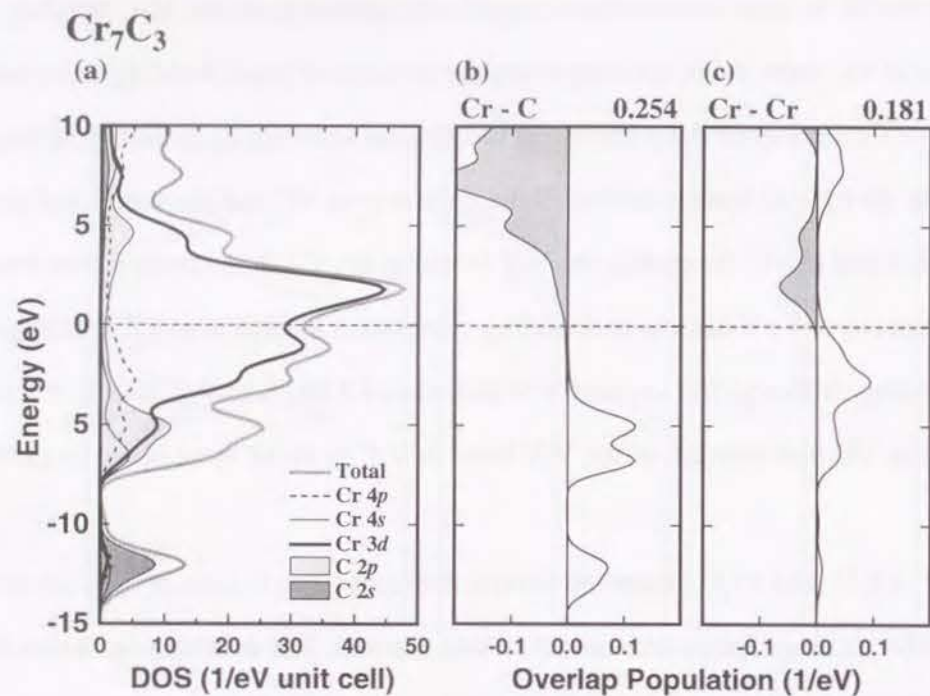 Cr₇C₃
(a) (b) (c)
Cr - C 0.254 Cr - Cr 0.181
10
5
0
5
-10
-15
Energy (eV)
Total
Cr 4p
Cr 4s
Cr 3d
C 2p
C 2s
0 10 20 30 40 50
-0.1 0.0 0.1
-0.1 0.0 0.1
DOS (1/eV unit cell) Overlap Population (1/eV)